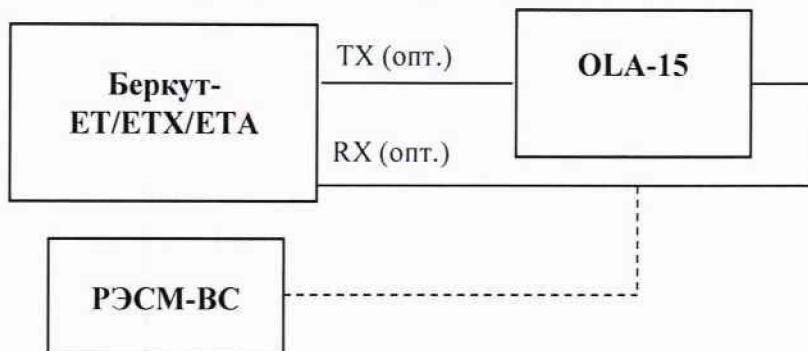 Беркут-
ET/ETX/ETA
TX (опт.)
OLA-15
RX (опт.)
РЭСМ-ВС